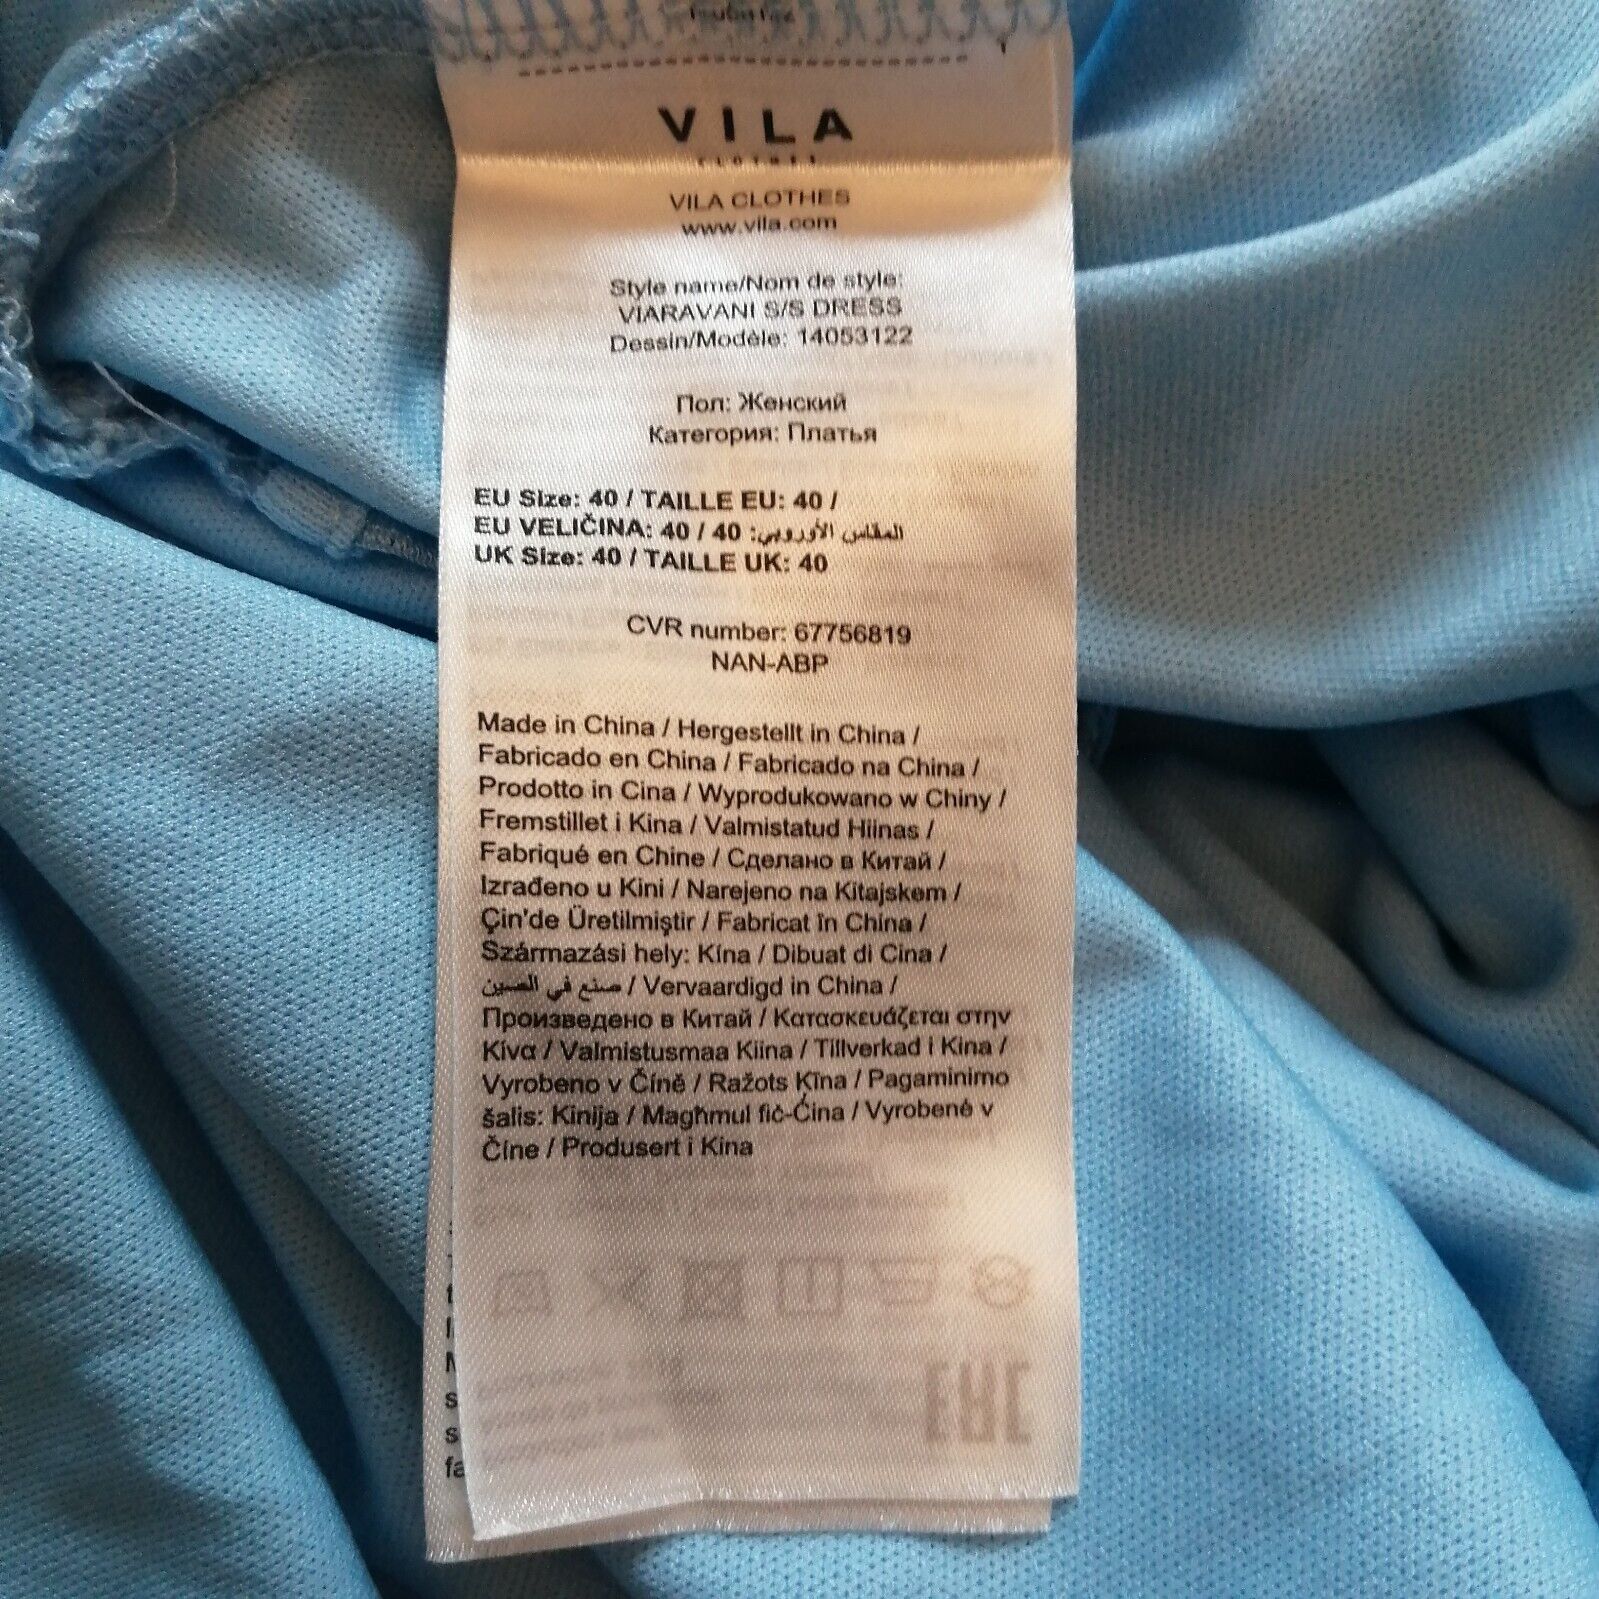 VILA
CLOTHES
VILA CLOTHES
www.vila.com
Style name/Nom de style:
VIARAVANI S/S DRESS
Dessin/Modèle: 14053122
Пол: Женский
Категория: Платья
EU Size: 40 / TAILLE EU: 40 /
EU VELIČINA: 40 / 40 :المقاس الأوروبي
UK Size: 40 / TAILLE UK: 40
CVR number: 67756819
NAN-ABP
Made in China / Hergestellt in China /
Fabricado en China / Fabricado na China /
Prodotto in Cina / Wyprodukowano w Chiny /
Fremstillet i Kina / Valmistatud Hiinas /
Fabriqué en Chine / Сделано в Китай /
Izrađeno u Kini / Narejeno na Kitajskem /
Çin'de Üretilmiştir / Fabricat în China /
Származási hely: Kína / Dibuat di Cina /
صنع في الصين / Vervaardigd in China /
Произведено в Китай / Κατασκευάζεται στην
Κίνα / Valmistusmaa Kiina / Tillverkad i Kina /
Vyrobeno v Číně / Ražots Ķīna / Pagaminimo
šalis: Kinija / Magħmul fiċ-Ċina / Vyrobené v
Číne / Produsert i Kina